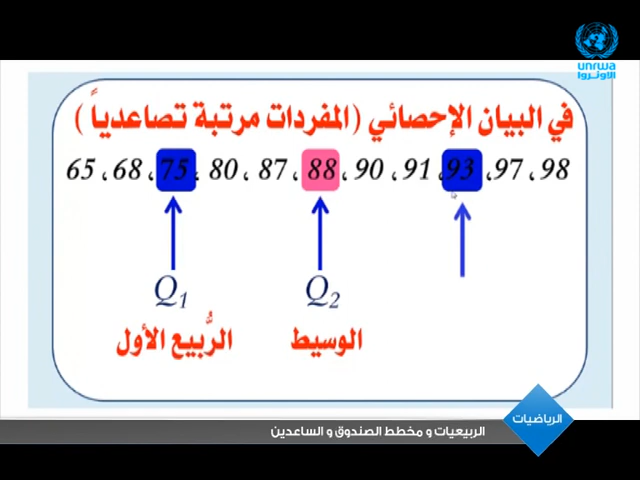 unrwa
الأونروا
في البيان الإحصائي (المفردات مرتبة تصاعدياً)
65 ، 68 ، 75 ، 80 ، 87 ، 88 ، 90 ، 91 ، 93 ، 97 ، 98
Q1 Q2
الرُّبيع الأول الوسيط
الرياضيات
الربيعيات و مخطط الصندوق و الساعدين